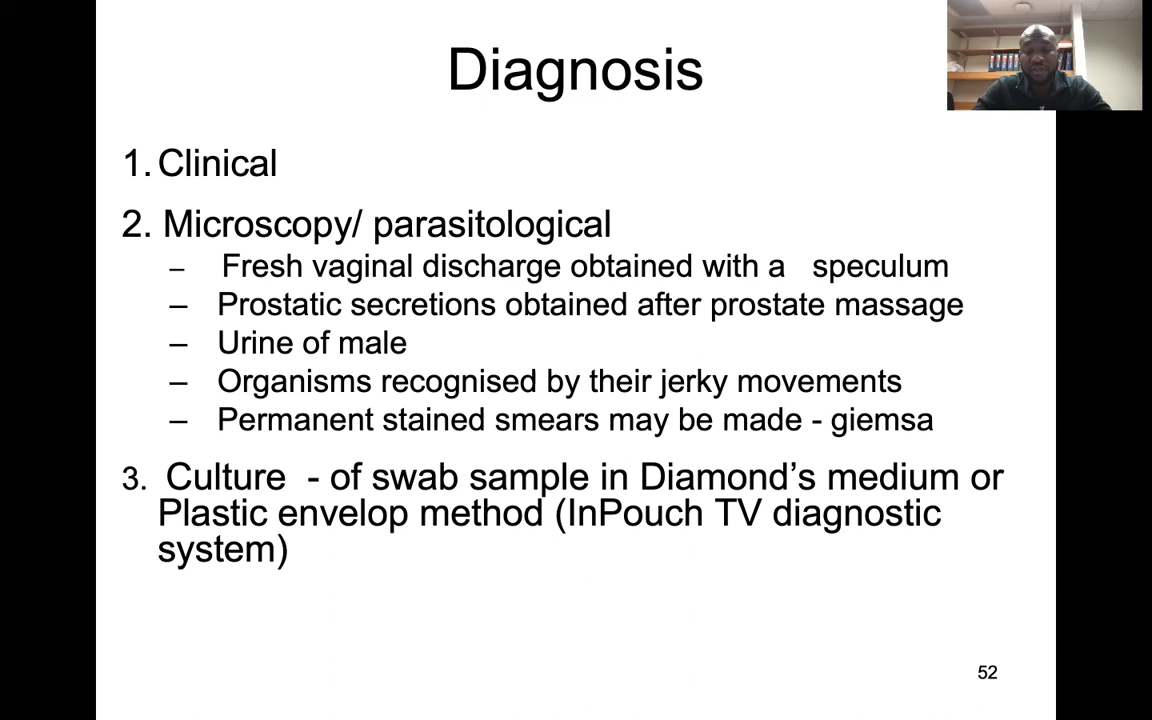 Diagnosis
1. Clinical
2. Microscopy/ parasitological
– Fresh vaginal discharge obtained with a speculum
– Prostatic secretions obtained after prostate massage
– Urine of male
– Organisms recognised by their jerky movements
– Permanent stained smears may be made - giemsa
3. Culture - of swab sample in Diamond’s medium or
Plastic envelop method (InPouch TV diagnostic
system)
52